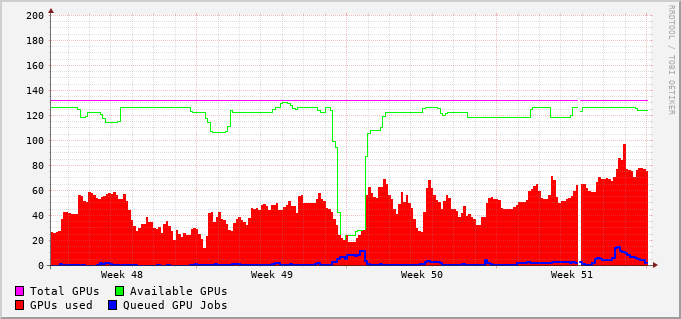 RRDTOOL / TOBI OETIKER
200
180
160
140
120
100
80
60
40
20
0
Week 48 Week 49 Week 50 Week 51
Total GPUs Available GPUs
GPUs used Queued GPU Jobs